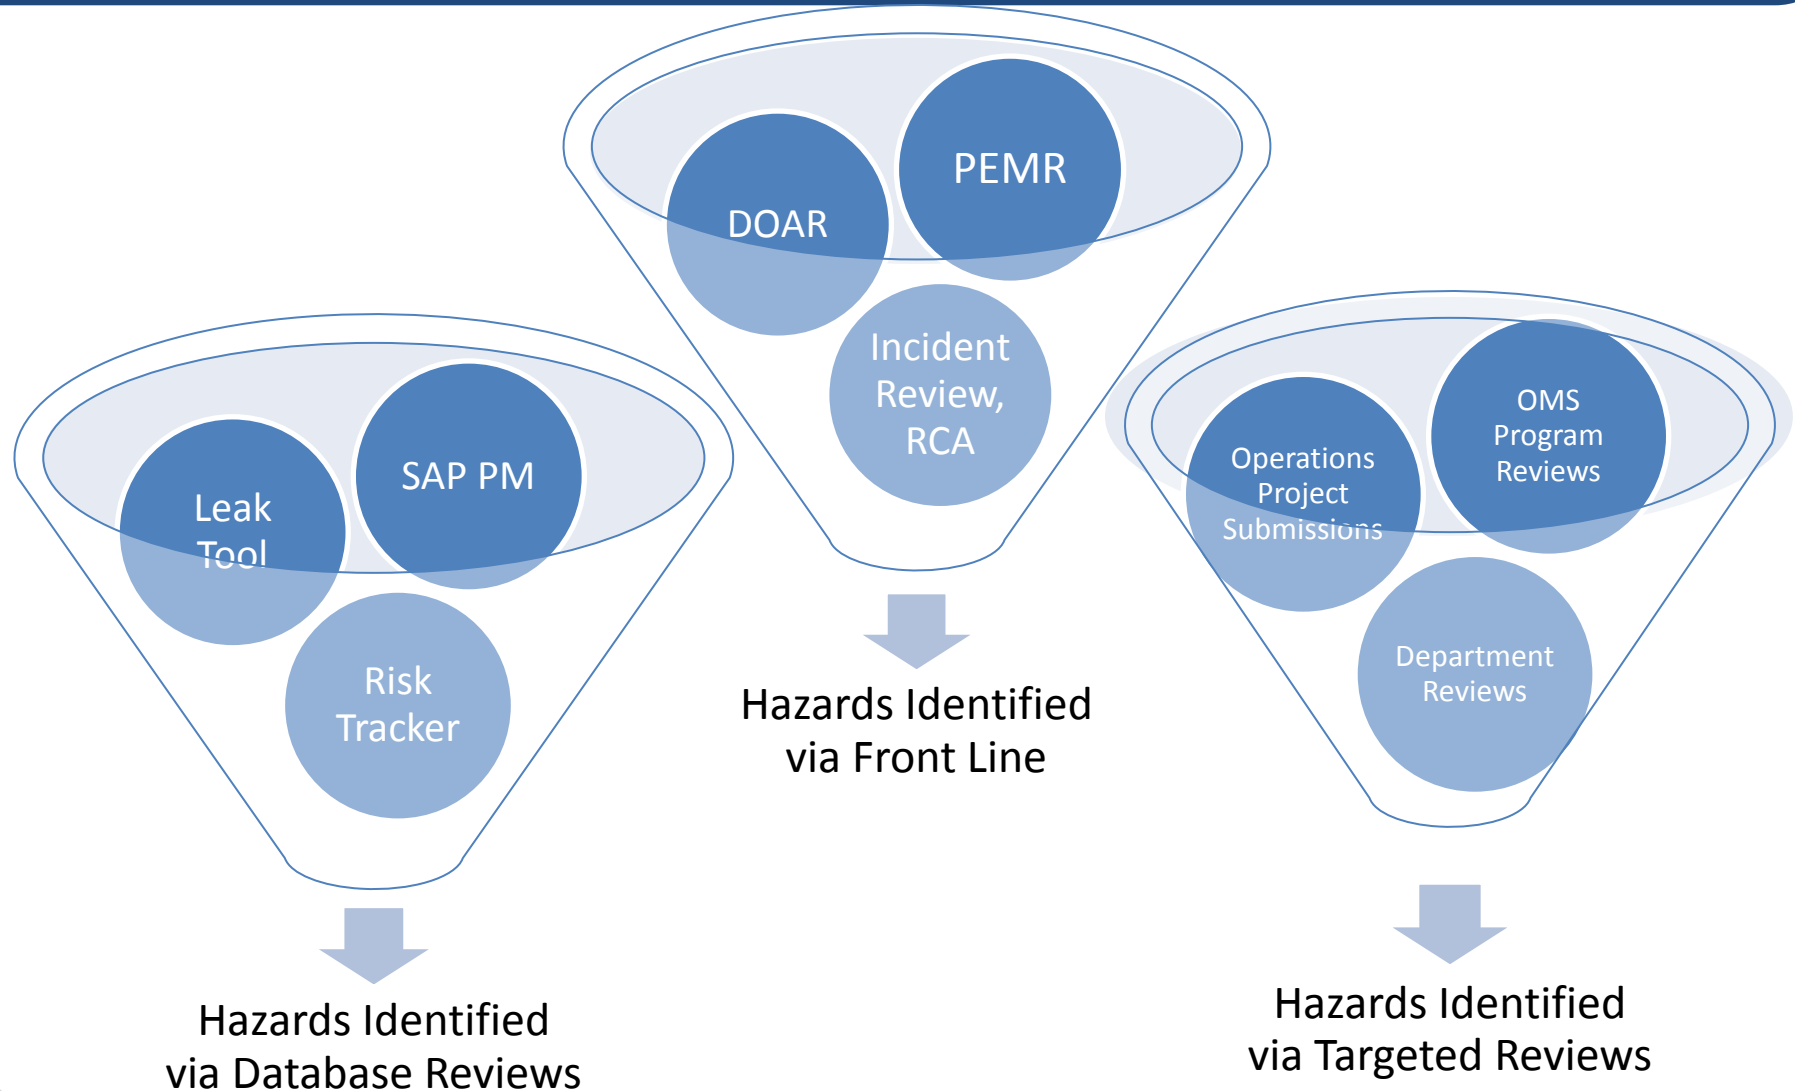 Leak
Tool
SAP PM
Risk
Tracker
Hazards Identified
via Database Reviews
DOAR
PEMR
Incident
Review,
RCA
Hazards Identified
via Front Line
Operations
Project
Submissions
OMS
Program
Reviews
Department
Reviews
Hazards Identified
via Targeted Reviews